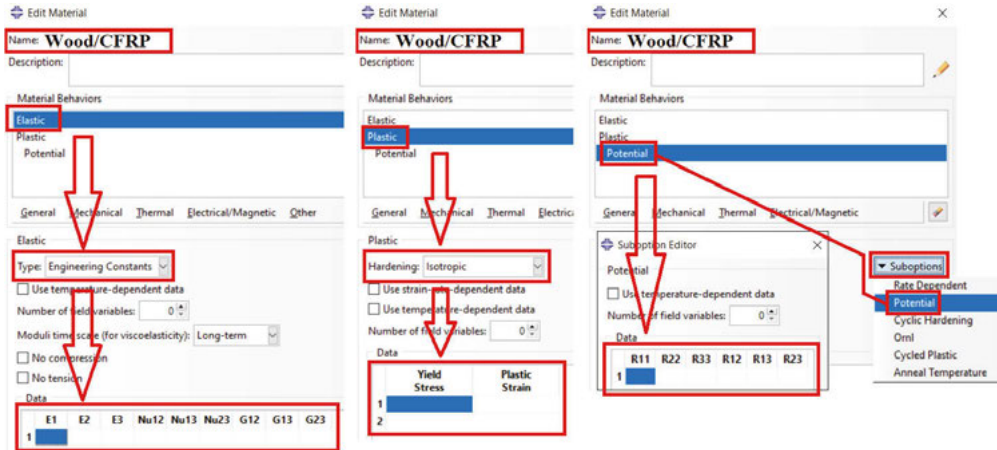 Edit Material
Name: Wood/CFRP
Description:
Material Behaviors
Elastic
Plastic
Potential
General Mechanical Thermal Electrical/Magnetic Other
Elastic
Type: Engineering Constants
Use temperature-dependent data
Number of field variables: 0
Moduli time scale (for viscoelasticity): Long-term
No compression
No tension
Data
E1 E2 E3 Nu12 Nu13 Nu23 G12 G13 G23
1
Edit Material
Name: Wood/CFRP
Description:
Material Behaviors
Elastic
Plastic
Potential
General Mechanical Thermal Electric
Plastic
Hardening: Isotropic
Use strain-rate-dependent data
Use temperature-dependent data
Number of field variables: 0
Data
Yield Plastic
Stress Strain
1
2
Edit Material
Name: Wood/CFRP
Description:
Material Behaviors
Elastic
Plastic
Potential
General Mechanical Thermal Electrical/Magnetic
Suboption Editor
Potential
Use temperature-dependent data
Number of field variables: 0
Data
R11 R22 R33 R12 R13 R23
1
Suboptions
Rate Dependent
Potential
Cyclic Hardening
Ornl
Cycled Plastic
Anneal Temperature